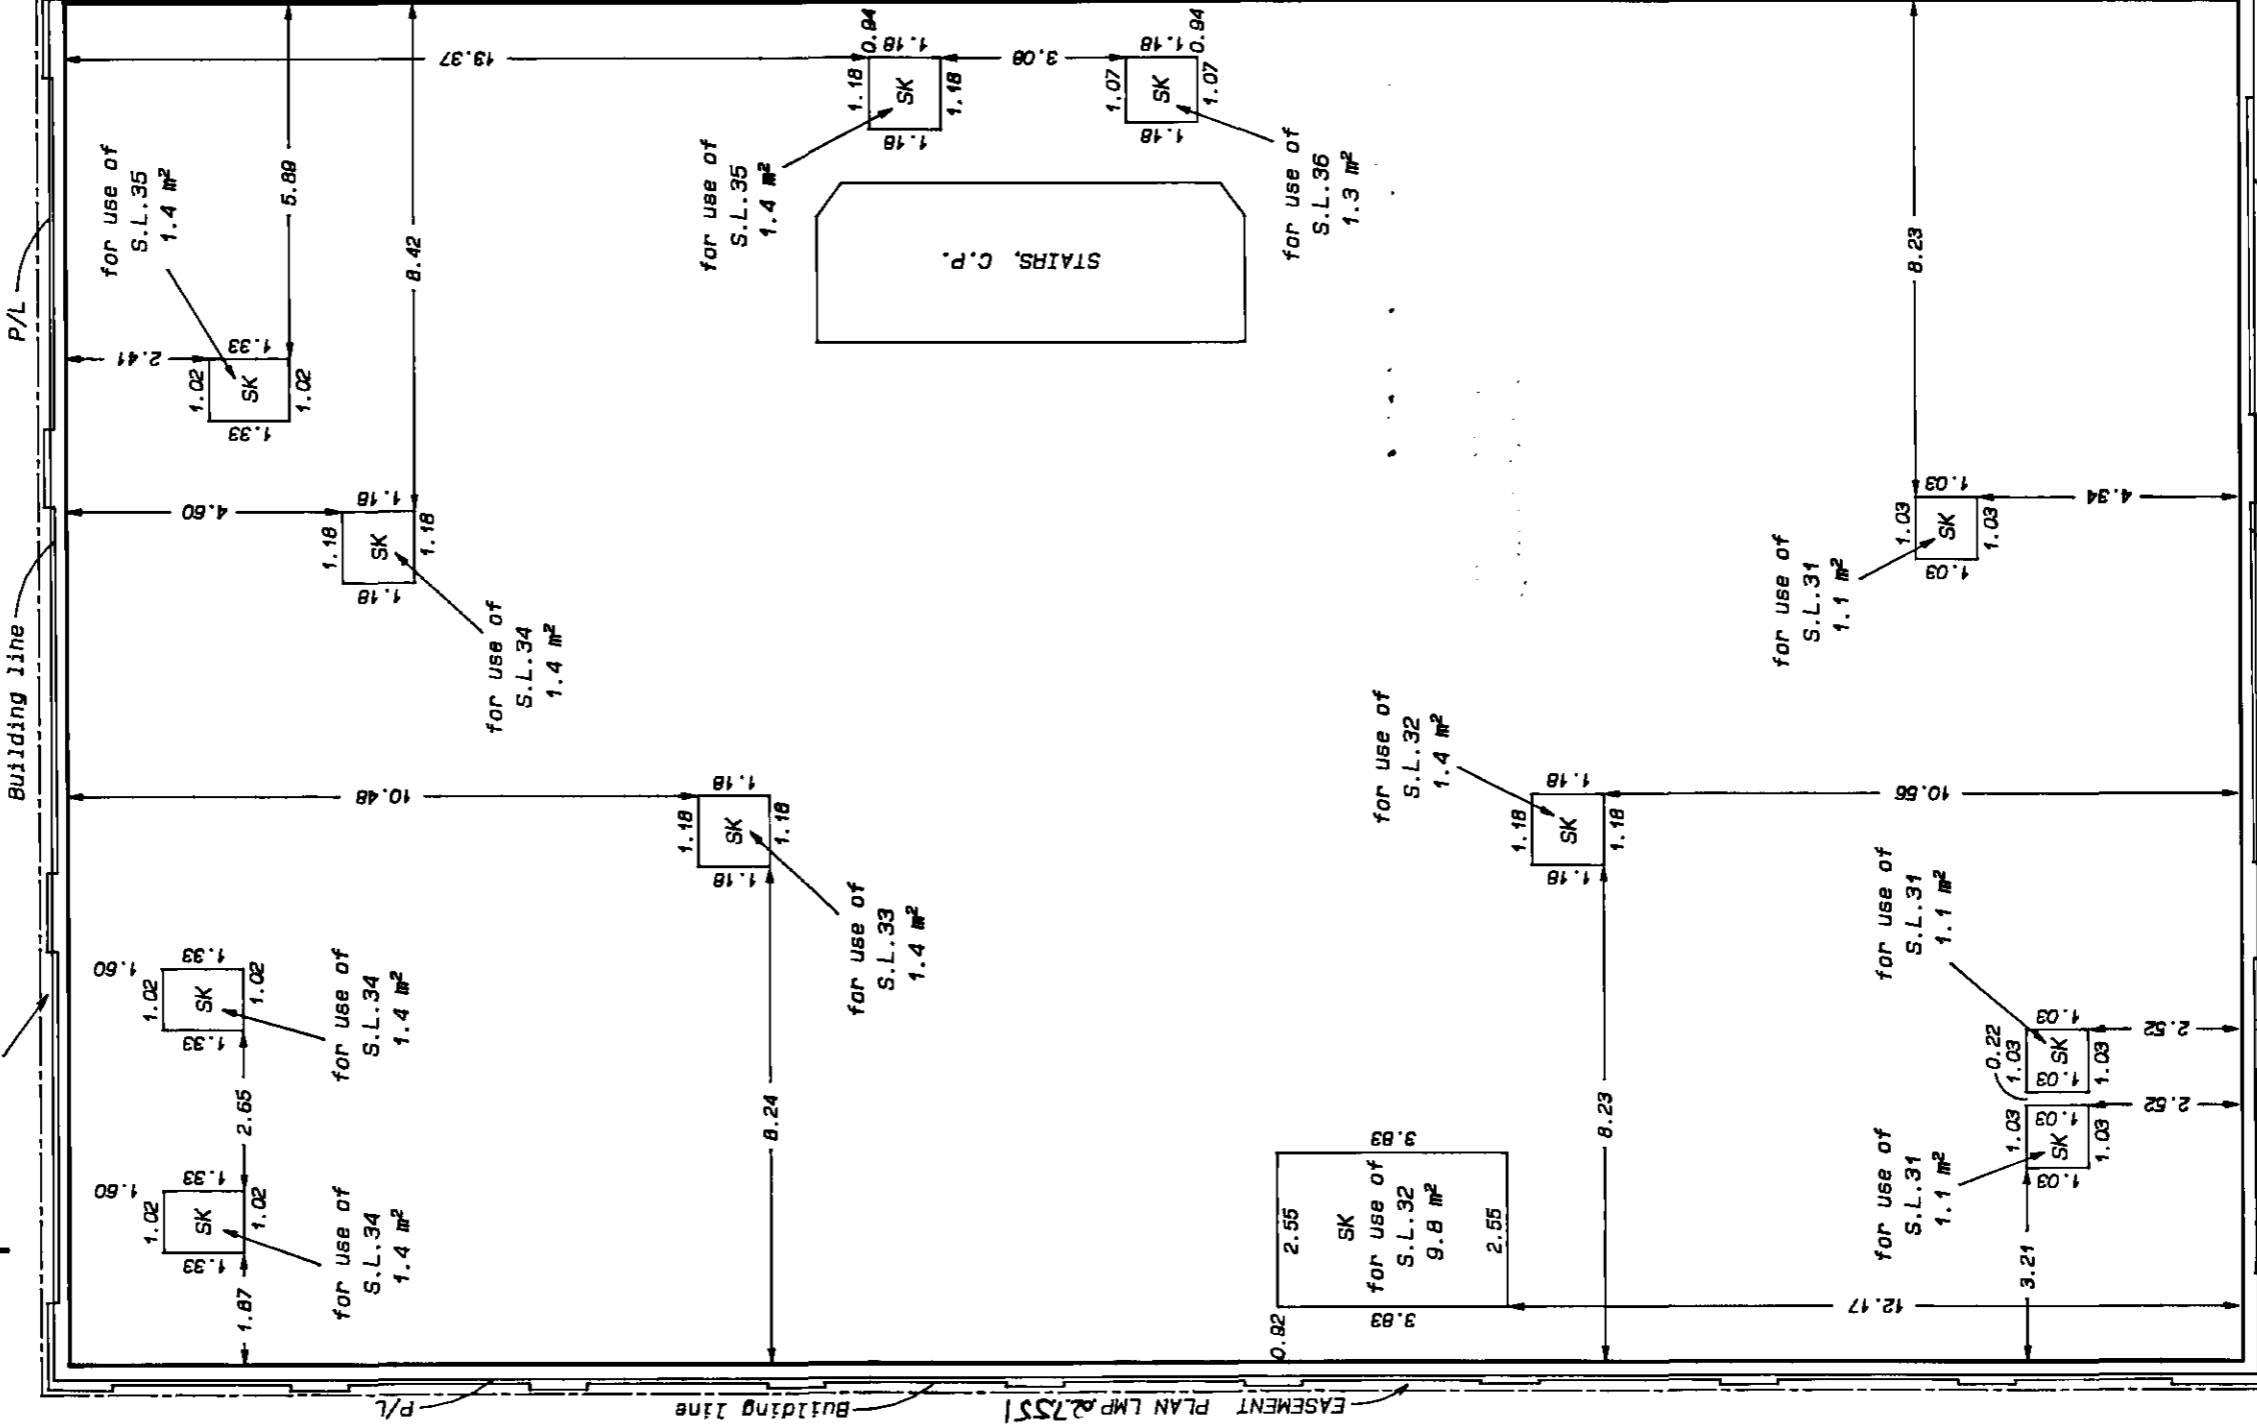 P/L
Building line
13.37
0.94
1.18
1.18
1.18
1.18
SK
3.08
1.18
0.94
1.07
1.07
1.18
SK
for use of
S.L.35
1.4 m²
5.89
8.42
for use of
S.L.35
1.4 m²
for use of
S.L.36
1.3 m²
STAIRS, C.P.
8.23
2.41
1.33
1.02
SK
1.02
1.33
4.60
1.18
1.18
SK
1.18
1.18
for use of
S.L.34
1.4 m²
1.03
4.34
1.03
SK
1.03
1.03
for use of
S.L.31
1.1 m²
10.48
1.18
1.18
SK
1.18
1.18
for use of
S.L.33
1.4 m²
for use of
S.L.32
1.4 m²
1.18
10.56
1.18
SK
1.18
1.18
for use of
S.L.31
1.1 m²
1.60
1.33
1.02
SK
1.02
1.33
for use of
S.L.34
1.4 m²
2.65
8.24
8.23
0.22
1.03
2.52
1.03
SK
1.03
1.03
1.03
2.52
1.03
SK
1.03
1.03
for use of
S.L.31
1.1 m²
3.21
1.60
1.33
1.02
SK
1.02
1.33
for use of
S.L.34
1.4 m²
1.87
3.83
2.55
SK
for use of
S.L.32
9.8 m²
2.55
3.83
0.92
12.17
P/L
Building line
EASEMENT PLAN LMP 27551